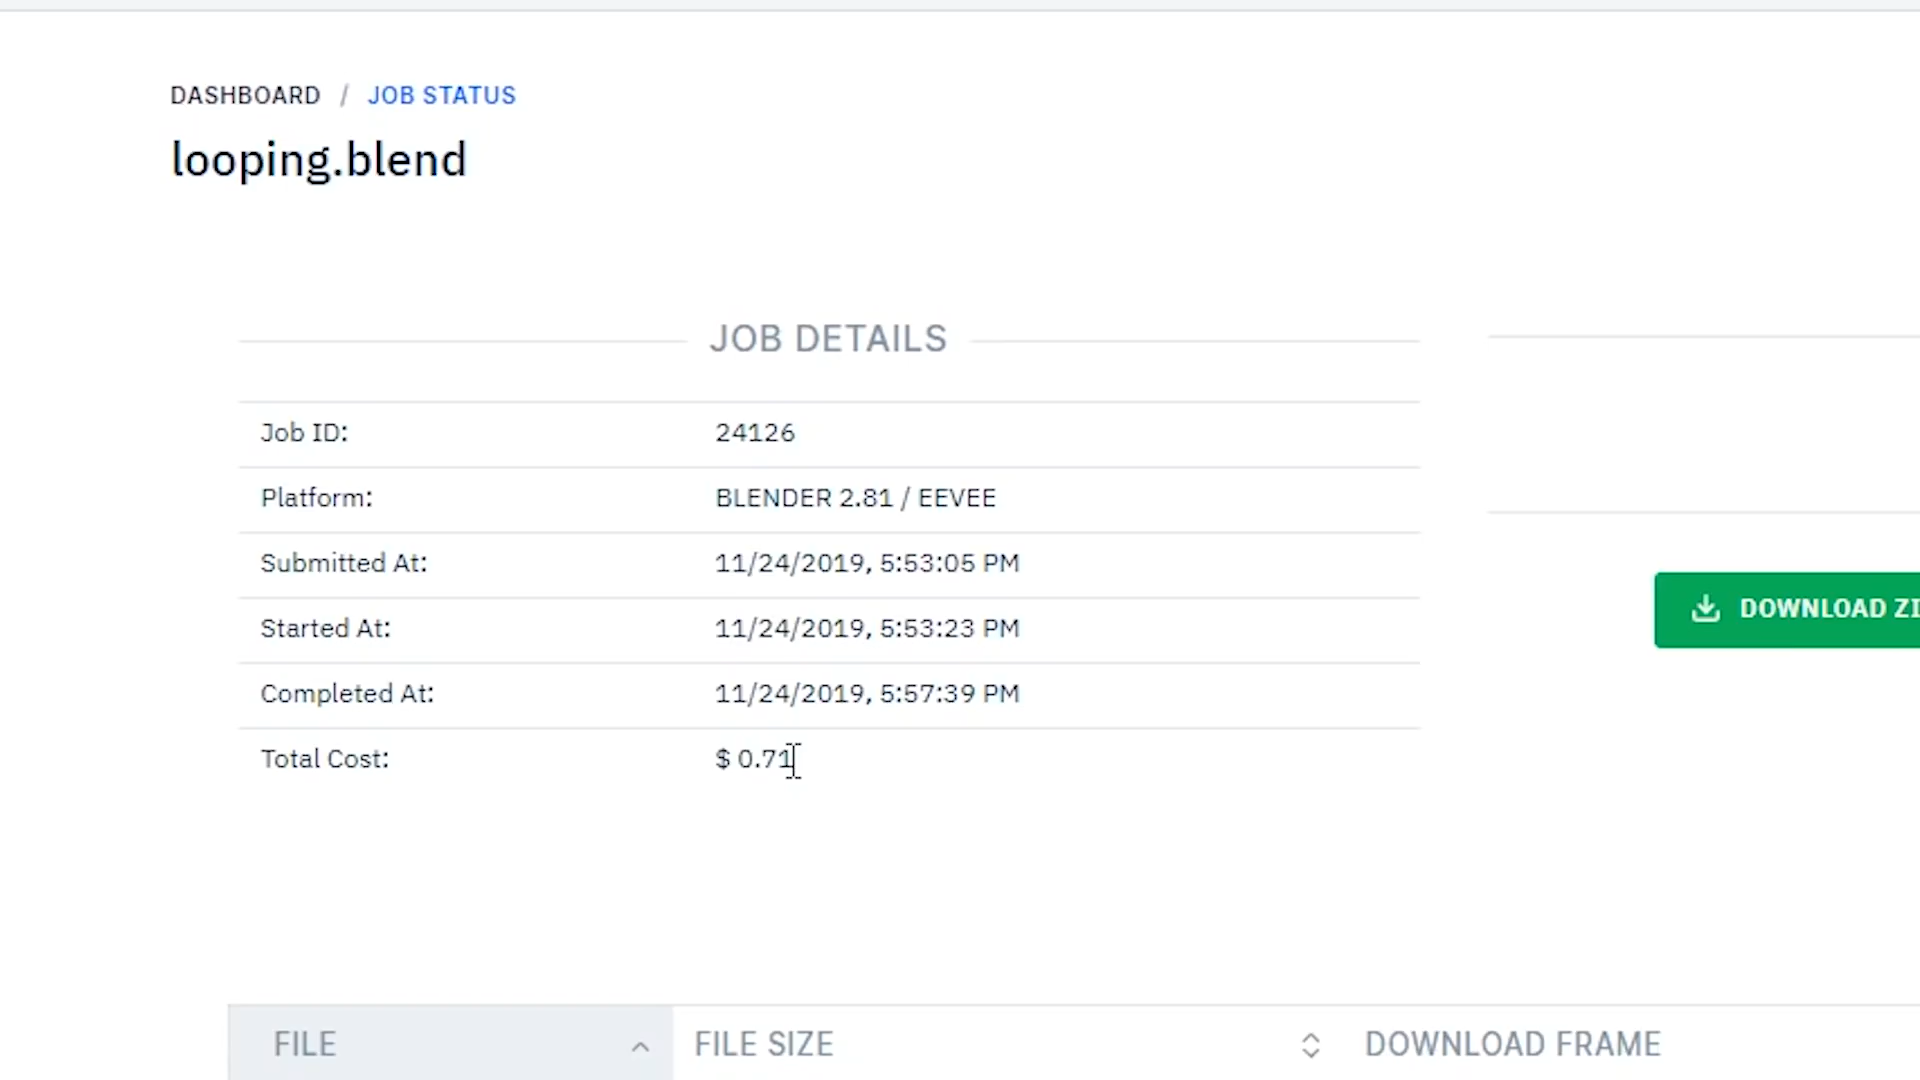 DASHBOARD / JOB STATUS
looping.blend
JOB DETAILS
Job ID: 24126
Platform: BLENDER 2.81 / EEVEE
Submitted At: 11/24/2019, 5:53:05 PM
Started At: 11/24/2019, 5:53:23 PM
Completed At: 11/24/2019, 5:57:39 PM
Total Cost: $ 0.71
DOWNLOAD
FILE FILE SIZE DOWNLOAD FRAME